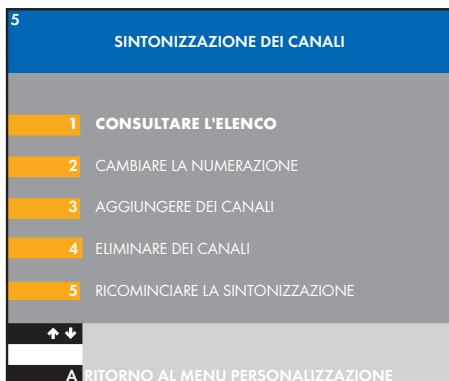 5
SINTONIZZAZIONE DEI CANALI
1 CONSULTARE L'ELENCO
2 CAMBIARE LA NUMERAZIONE
3 AGGIUNGERE DEI CANALI
4 ELIMINARE DEI CANALI
5 RICOMINCIARE LA SINTONIZZAZIONE
↑ ↓
A RITORNO AL MENU PERSONALIZZAZIONE